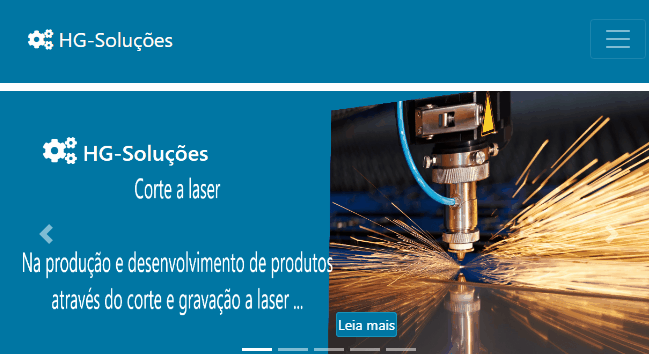 HG-Soluções
HG-Soluções
Corte a laser
Na produção e desenvolvimento de produtos
através do corte e gravação a laser ...
Leia mais